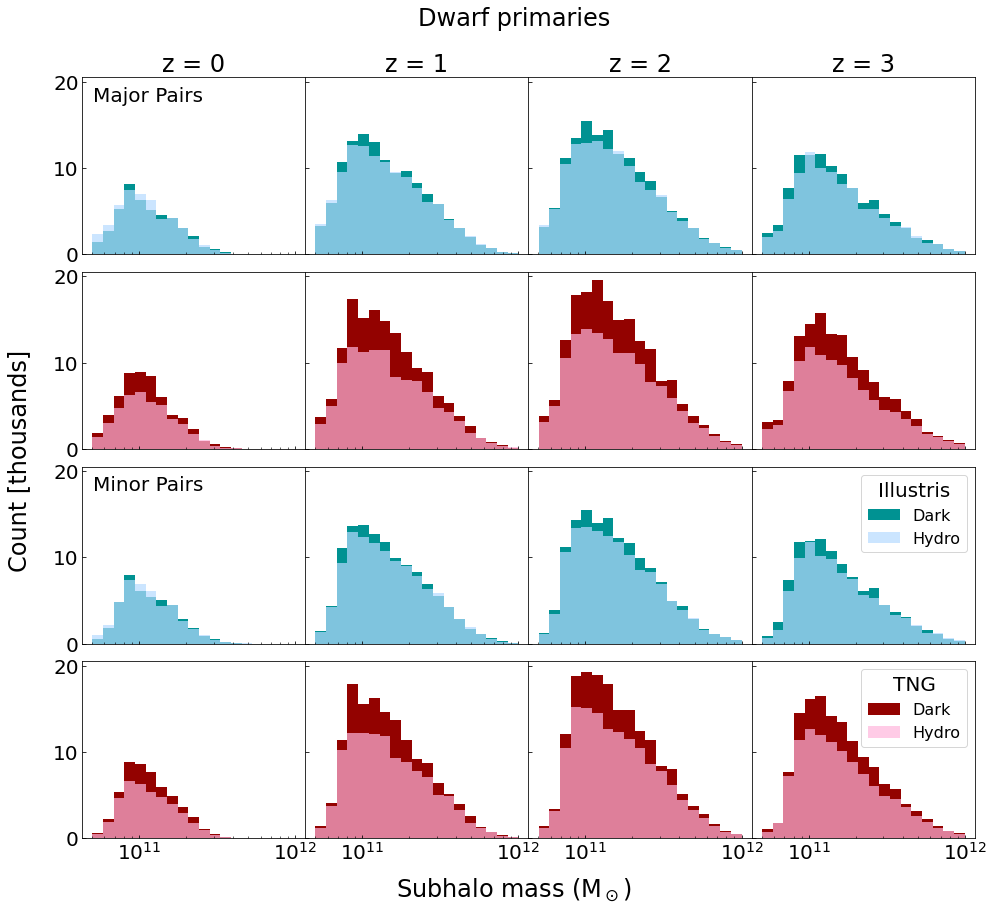 Dwarf primaries
z = 0 z = 1 z = 2 z = 3
Major Pairs
20
10
0
20
10
0
Minor Pairs
20
10
0
Illustris
Dark
Hydro
20
10
0
TNG
Dark
Hydro
10¹¹ 10¹² 10¹¹ 10¹² 10¹¹ 10¹² 10¹¹ 10¹²
Count [thousands]
Subhalo mass (M⊙)